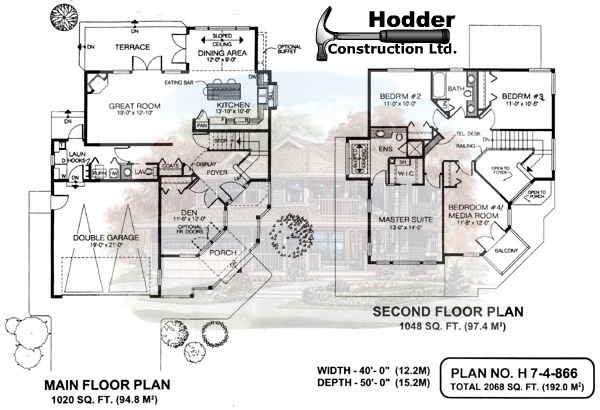 Hodder
Construction Ltd.
DN
TERRACE
DN
SLOPED
CEILING
DINING AREA
12'-0" x 9'-0"
OPTIONAL
BUFFET
EATING BAR
GREAT ROOM
19'-0" x 12'-10"
KITCHEN
13'-10" x 10'-6"
PAN
DN
LAUN
HOOKS
D
W
DN
FURN
HW
LAV
COATS
DISPLAY
FOYER
DEN
11'-6" x 12'-0"
OPTIONAL
FR DOORS
DOUBLE GARAGE
19'-0" x 21'-0"
PORCH
DN
MAIN FLOOR PLAN
1020 SQ. FT. (94.8 M²)
BEDRM #2
11'-0" x 10'-0"
BATH
BEDRM #3
11'-0" x 10'-6"
TEL. DESK
RAILING
ENS
SH
W.I.C.
DN
OPEN TO
FOYER
OPEN TO
PORCH
MASTER SUITE
13'-0" x 14'-0"
BEDROOM #4/
MEDIA ROOM
11'-8" x 12'-0"
BALCONY
SECOND FLOOR PLAN
1048 SQ. FT. (97.4 M²)
WIDTH - 40'- 0" (12.2M)
DEPTH - 50'- 0" (15.2M)
PLAN NO. H 7-4-866
TOTAL 2068 SQ. FT. (192.0 M²)